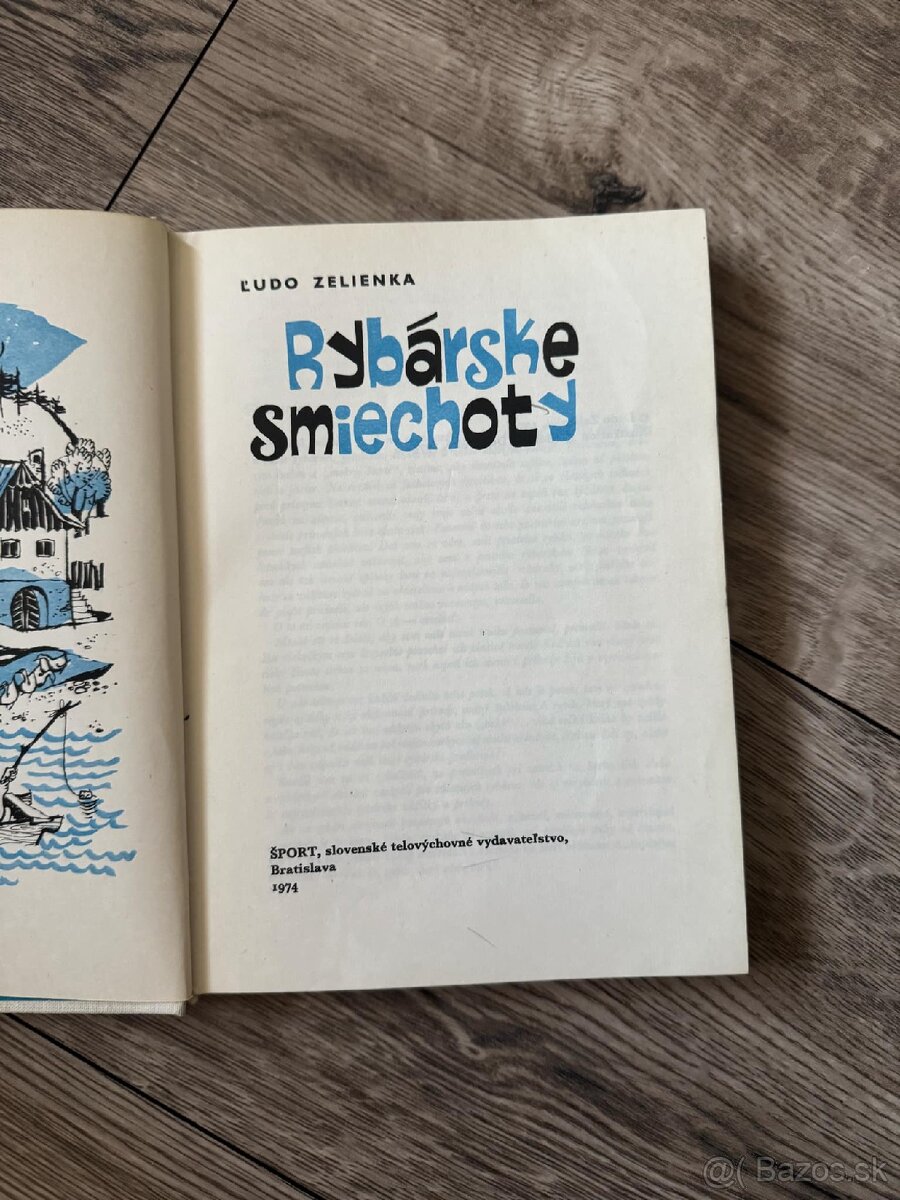 ĽUDO ZELIENKA
Rybárske
smiechoty
ŠPORT, slovenské telovýchovné vydavateľstvo,
Bratislava
1974
@( Bazos.sk